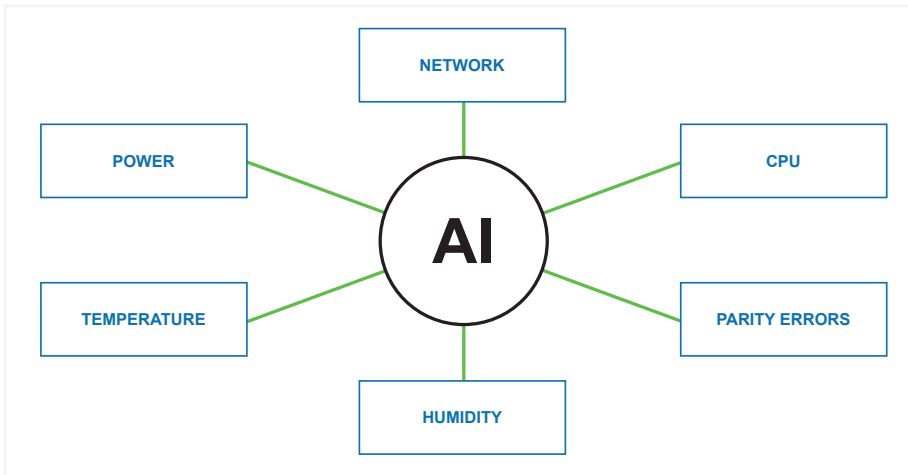 NETWORK
POWER
CPU
AI
TEMPERATURE
PARITY ERRORS
HUMIDITY